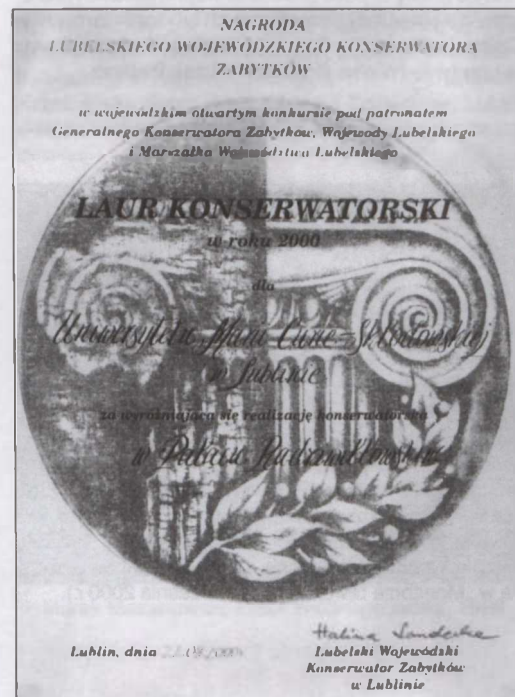 NAGRODA
LUBELSKIEGO WOJEWÓDZKIEGO KONSERWATORA
ZABYTKÓW
w wojewódzkim otwartym konkursie pod patronatem
Generalnego Konserwatora Zabytków, Wojewody Lubelskiego
i Marszałka Województwa Lubelskiego
LAUR KONSERWATORSKI
w roku 2000
dla
Uniwersytetu Marii Curie-Skłodowskiej
w Lublinie
za wyróżniającą się realizację konserwatorską
w Pałacu
Halina
Lublin, dnia
Lubelski Wojewódzki
Konserwator Zabytków
w Lublinie